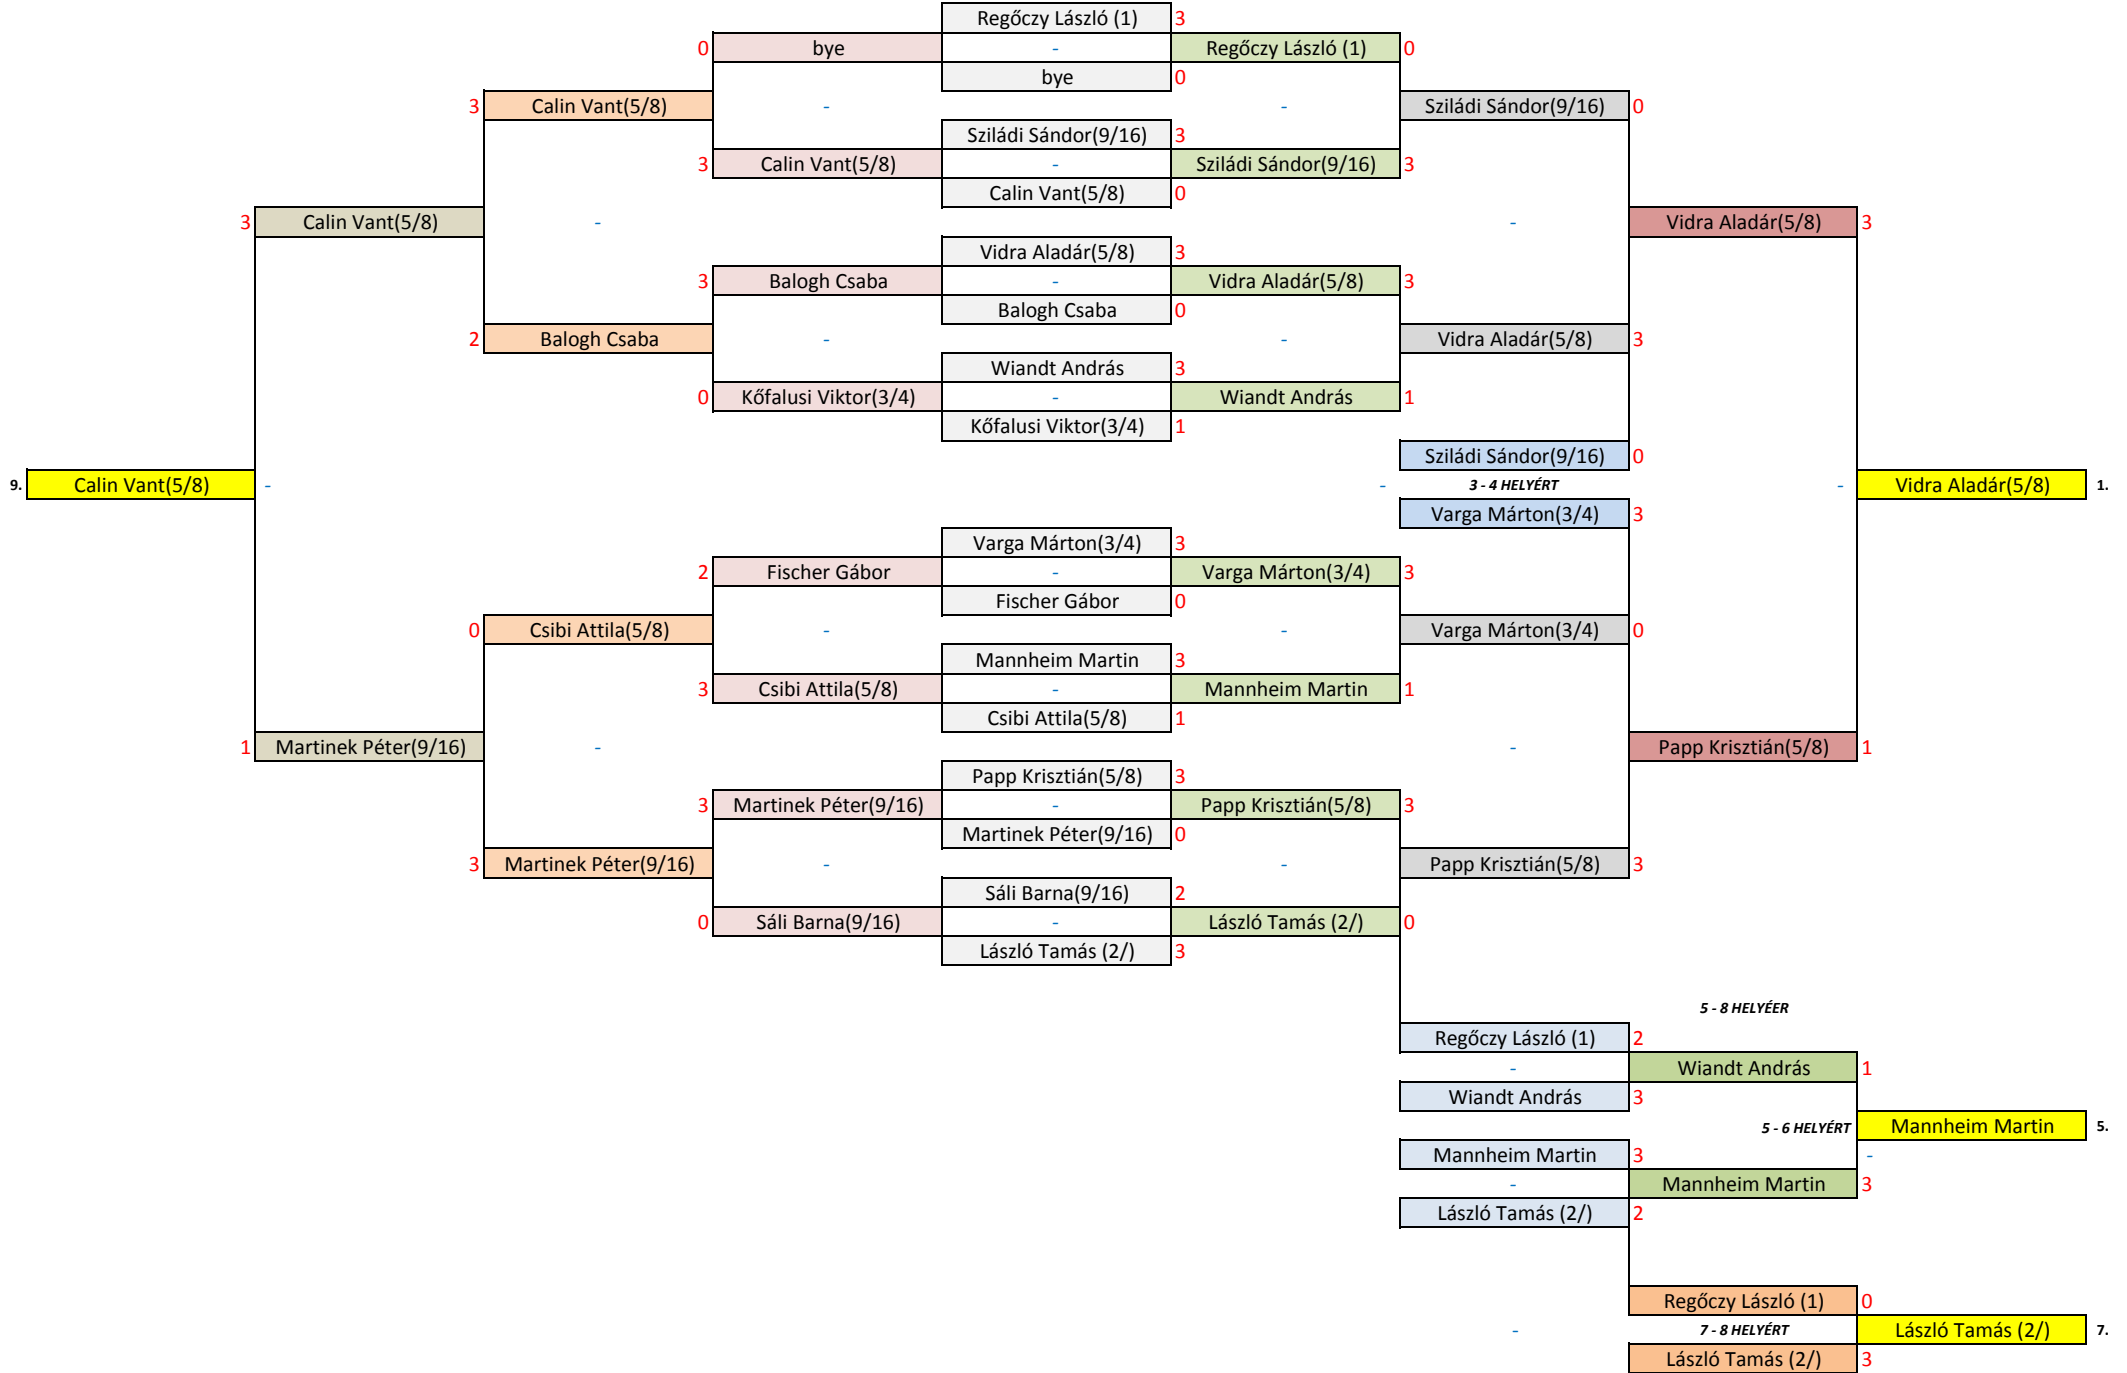 Regőczy László (1) 3
0 bye - Regőczy László (1) 0
bye 0
3 Calin Vant(5/8) - - Sziládi Sándor(9/16) 0
Sziládi Sándor(9/16) 3
3 Calin Vant(5/8) - Sziládi Sándor(9/16) 3
Calin Vant(5/8) 0
3 Calin Vant(5/8) - - Vidra Aladár(5/8) 3
Vidra Aladár(5/8) 3
3 Balogh Csaba - Vidra Aladár(5/8) 3
Balogh Csaba 0
2 Balogh Csaba - - Vidra Aladár(5/8) 3
Wiandt András 3
0 Kőfalusi Viktor(3/4) - Wiandt András 1
Kőfalusi Viktor(3/4) 1
Sziládi Sándor(9/16) 0
9. Calin Vant(5/8) - - 3 - 4 HELYÉRT - Vidra Aladár(5/8) 1.
Varga Márton(3/4) 3
Varga Márton(3/4) 3
2 Fischer Gábor - Varga Márton(3/4) 3
Fischer Gábor 0
0 Csibi Attila(5/8) - - Varga Márton(3/4) 0
Mannheim Martin 3
3 Csibi Attila(5/8) - Mannheim Martin 1
Csibi Attila(5/8) 1
1 Martinek Péter(9/16) - - Papp Krisztián(5/8) 1
Papp Krisztián(5/8) 3
3 Martinek Péter(9/16) - Papp Krisztián(5/8) 3
Martinek Péter(9/16) 0
3 Martinek Péter(9/16) - - Papp Krisztián(5/8) 3
Sáli Barna(9/16) 2
0 Sáli Barna(9/16) - László Tamás (2/) 0
László Tamás (2/) 3
5 - 8 HELYÉER
Regőczy László (1) 2
- Wiandt András 1
Wiandt András 3
5 - 6 HELYÉRT Mannheim Martin 5.
Mannheim Martin 3 -
- Mannheim Martin 3
László Tamás (2/) 2
Regőczy László (1) 0
- 7 - 8 HELYÉRT László Tamás (2/) 7.
László Tamás (2/) 3